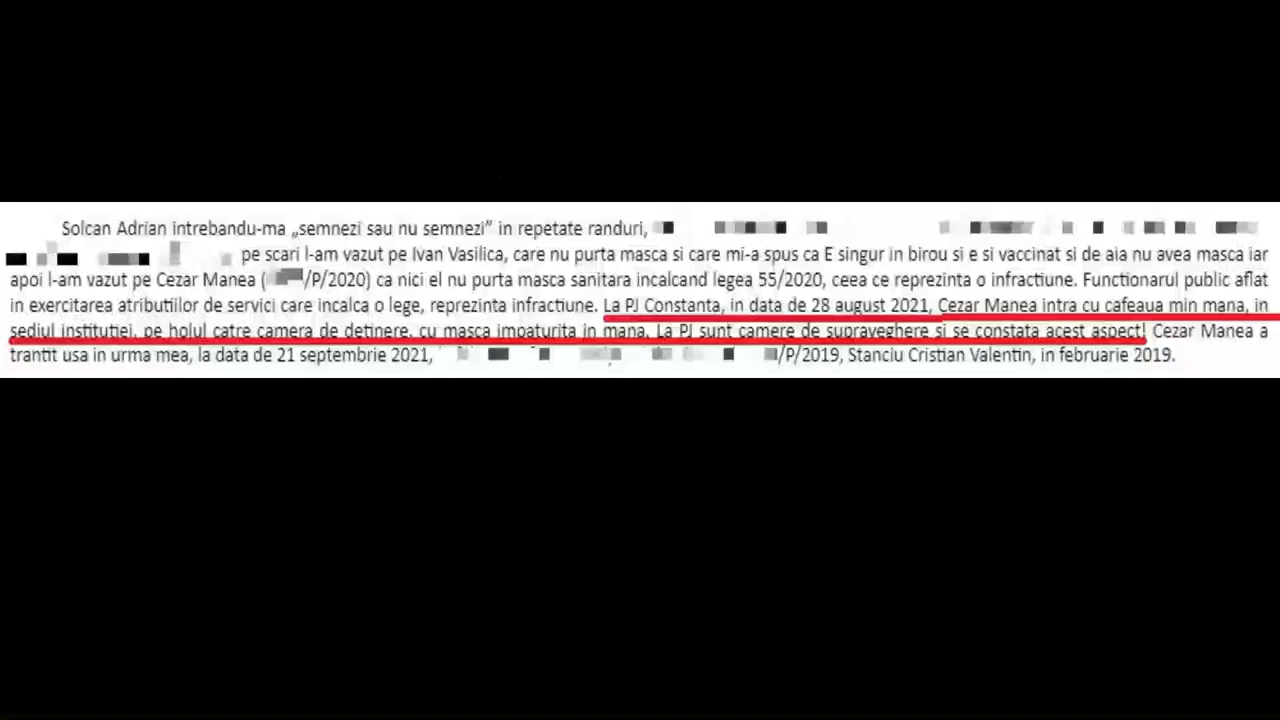 Solcan Adrian intrebandu-ma „semnezi sau nu semnezi” in repetate randuri,
pe scari l-am vazut pe Ivan Vasilica, care nu purta masca si care mi-a spus ca E singur in birou si e si vaccinat si de aia nu avea masca iar
apoi l-am vazut pe Cezar Manea ( /P/2020) ca nici el nu purta masca sanitara incalcand legea 55/2020, ceea ce reprezinta o infractiune. Functionarul public aflat
in exercitarea atributiilor de servici care incalca o lege, reprezinta infractiune. La PJ Constanta, in data de 28 august 2021, Cezar Manea intra cu cafeaua min mana, in
sediul institutiei, pe holul catre camera de detinere, cu masca impaturita in mana. La PJ sunt camere de supraveghere si se constata acest aspect! Cezar Manea a
trantit usa in urma mea, la data de 21 septembrie 2021, /P/2019, Stanciu Cristian Valentin, in februarie 2019.